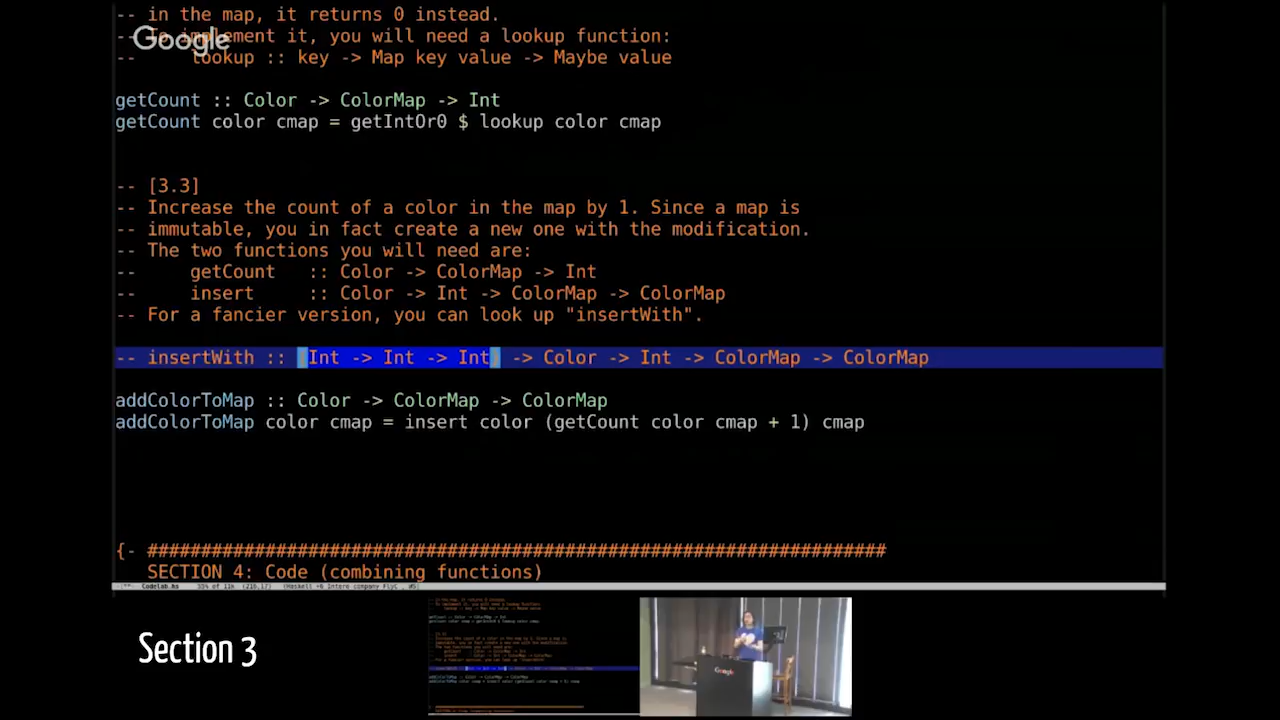 -- in the map, it returns 0 instead.
-- To implement it, you will need a lookup function:
Google
--     lookup :: key -> Map key value -> Maybe value
getCount :: Color -> ColorMap -> Int
getCount color cmap = getIntOr0 $ lookup color cmap
-- [3.3]
-- Increase the count of a color in the map by 1. Since a map is
-- immutable, you in fact create a new one with the modification.
-- The two functions you will need are:
--     getCount   :: Color -> ColorMap -> Int
--     insert     :: Color -> Int -> ColorMap -> ColorMap
-- For a fancier version, you can look up "insertWith".
-- insertWith :: (Int -> Int -> Int) -> Color -> Int -> ColorMap -> ColorMap
addColorToMap :: Color -> ColorMap -> ColorMap
addColorToMap color cmap = insert color (getCount color cmap + 1) cmap
{- #####################################################################
SECTION 4: Code (combining functions)
Codelab.hs
Section 3
Google